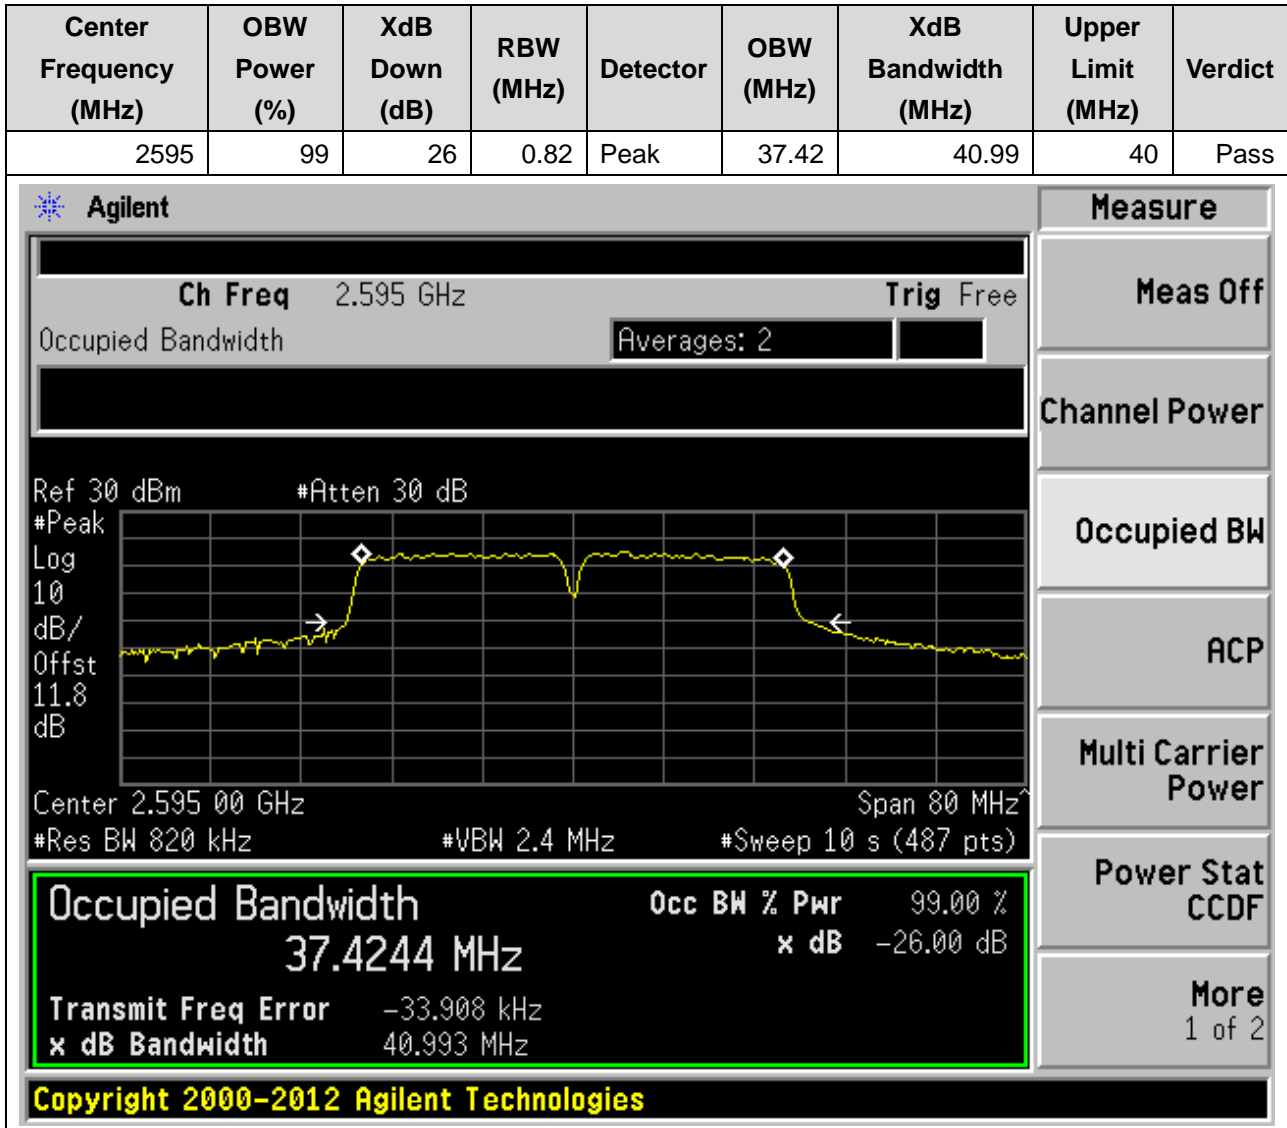 Center Frequency (MHz) OBW Power (%) XdB Down (dB) RBW (MHz) Detector OBW (MHz) XdB Bandwidth (MHz) Upper Limit (MHz) Verdict
2595 99 26 0.82 Peak 37.42 40.99 40 Pass
Agilent
Measure
Ch Freq 2.595 GHz Trig Free
Occupied Bandwidth Averages: 2
Meas Off
Channel Power
Occupied BW
ACP
Multi Carrier
Power
Power Stat
CCDF
More
1 of 2
Ref 30 dBm #Atten 30 dB
#Peak
Log
10
dB/
Offst
11.8
dB
Center 2.595 00 GHz Span 80 MHz^
#Res BW 820 kHz #VBW 2.4 MHz #Sweep 10 s (487 pts)
Occupied Bandwidth Occ BW % Pwr 99.00 %
37.4244 MHz x dB -26.00 dB
Transmit Freq Error -33.908 kHz
x dB Bandwidth 40.993 MHz
Copyright 2000-2012 Agilent Technologies